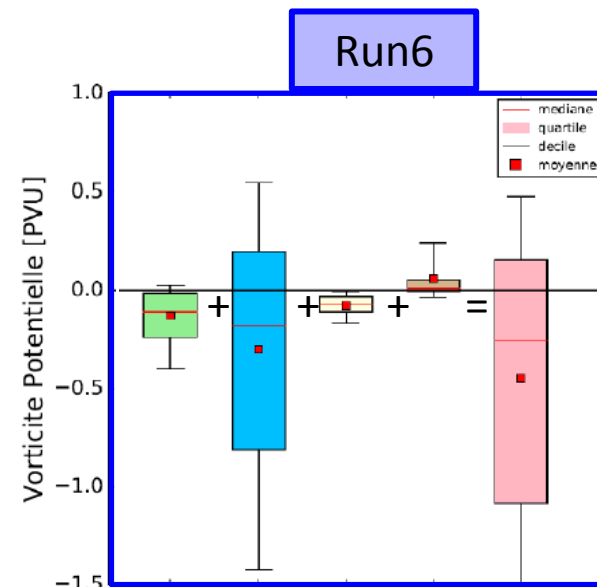 Run6
1.0
0.5
0.0
−0.5
−1.0
−1.5
Vorticite Potentielle [PVU]
mediane
quartile
decile
moyenne
+ + + =